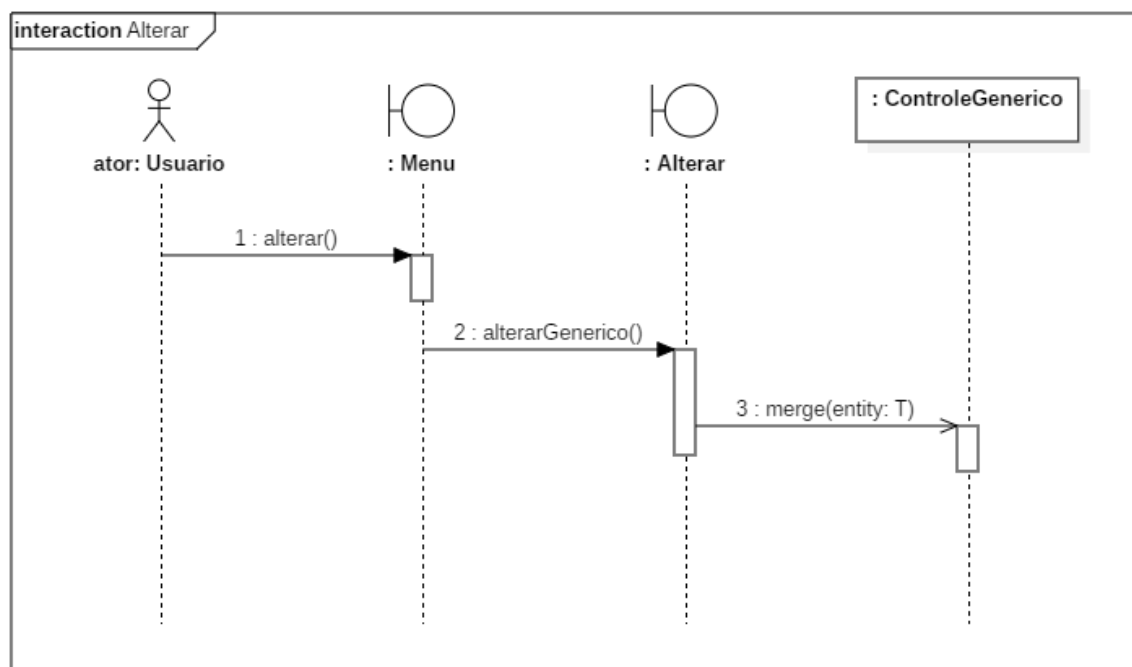 interaction Alterar
ator: Usuario
: Menu
: Alterar
: ControleGenerico
1 : alterar()
2 : alterarGenerico()
3 : merge(entity: T)